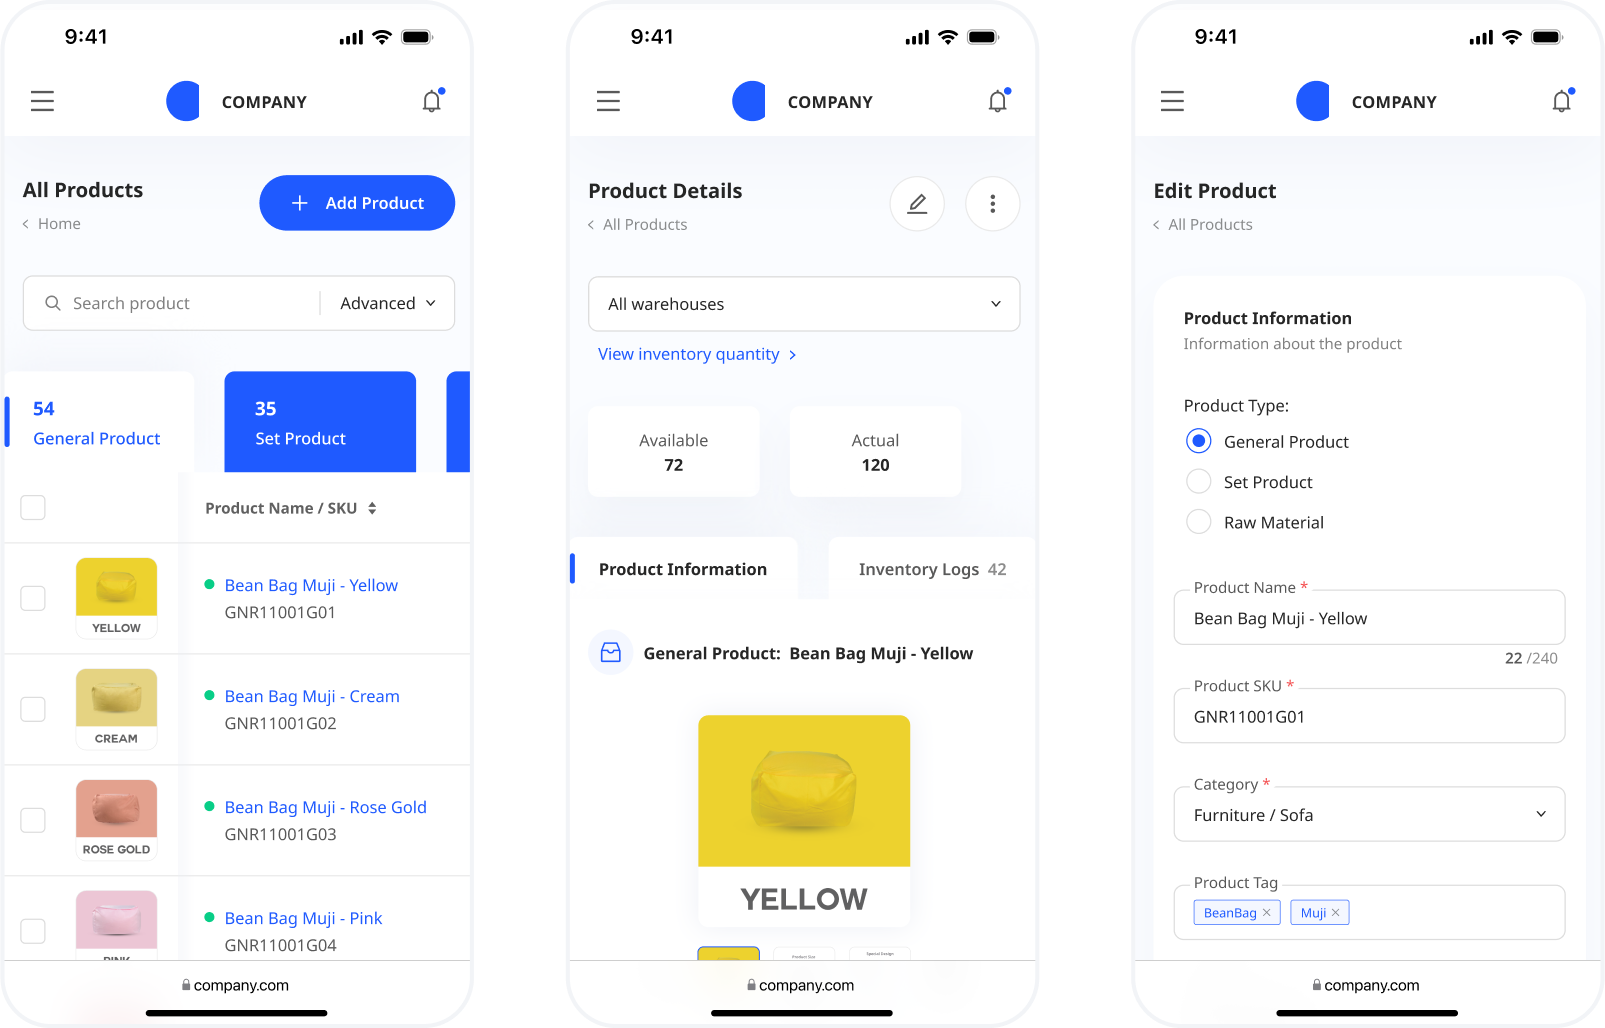 9:41
COMPANY
All Products
Add Product
Home
Search product
Advanced
54
General Product
35
Set Product
Product Name / SKU
Bean Bag Muji - Yellow
GNR11001G01
YELLOW
Bean Bag Muji - Cream
GNR11001G02
CREAM
Bean Bag Muji - Rose Gold
GNR11001G03
ROSE GOLD
Bean Bag Muji - Pink
GNR11001G04
PINK
company.com
9:41
COMPANY
Product Details
All Products
All warehouses
View inventory quantity
Available
72
Actual
120
Product Information
Inventory Logs 42
General Product: Bean Bag Muji - Yellow
YELLOW
Product Size
Special Design
company.com
9:41
COMPANY
Edit Product
All Products
Product Information
Information about the product
Product Type:
General Product
Set Product
Raw Material
Product Name *
Bean Bag Muji - Yellow
22 /240
Product SKU *
GNR11001G01
Category *
Furniture / Sofa
Product Tag
BeanBag
Muji
company.com